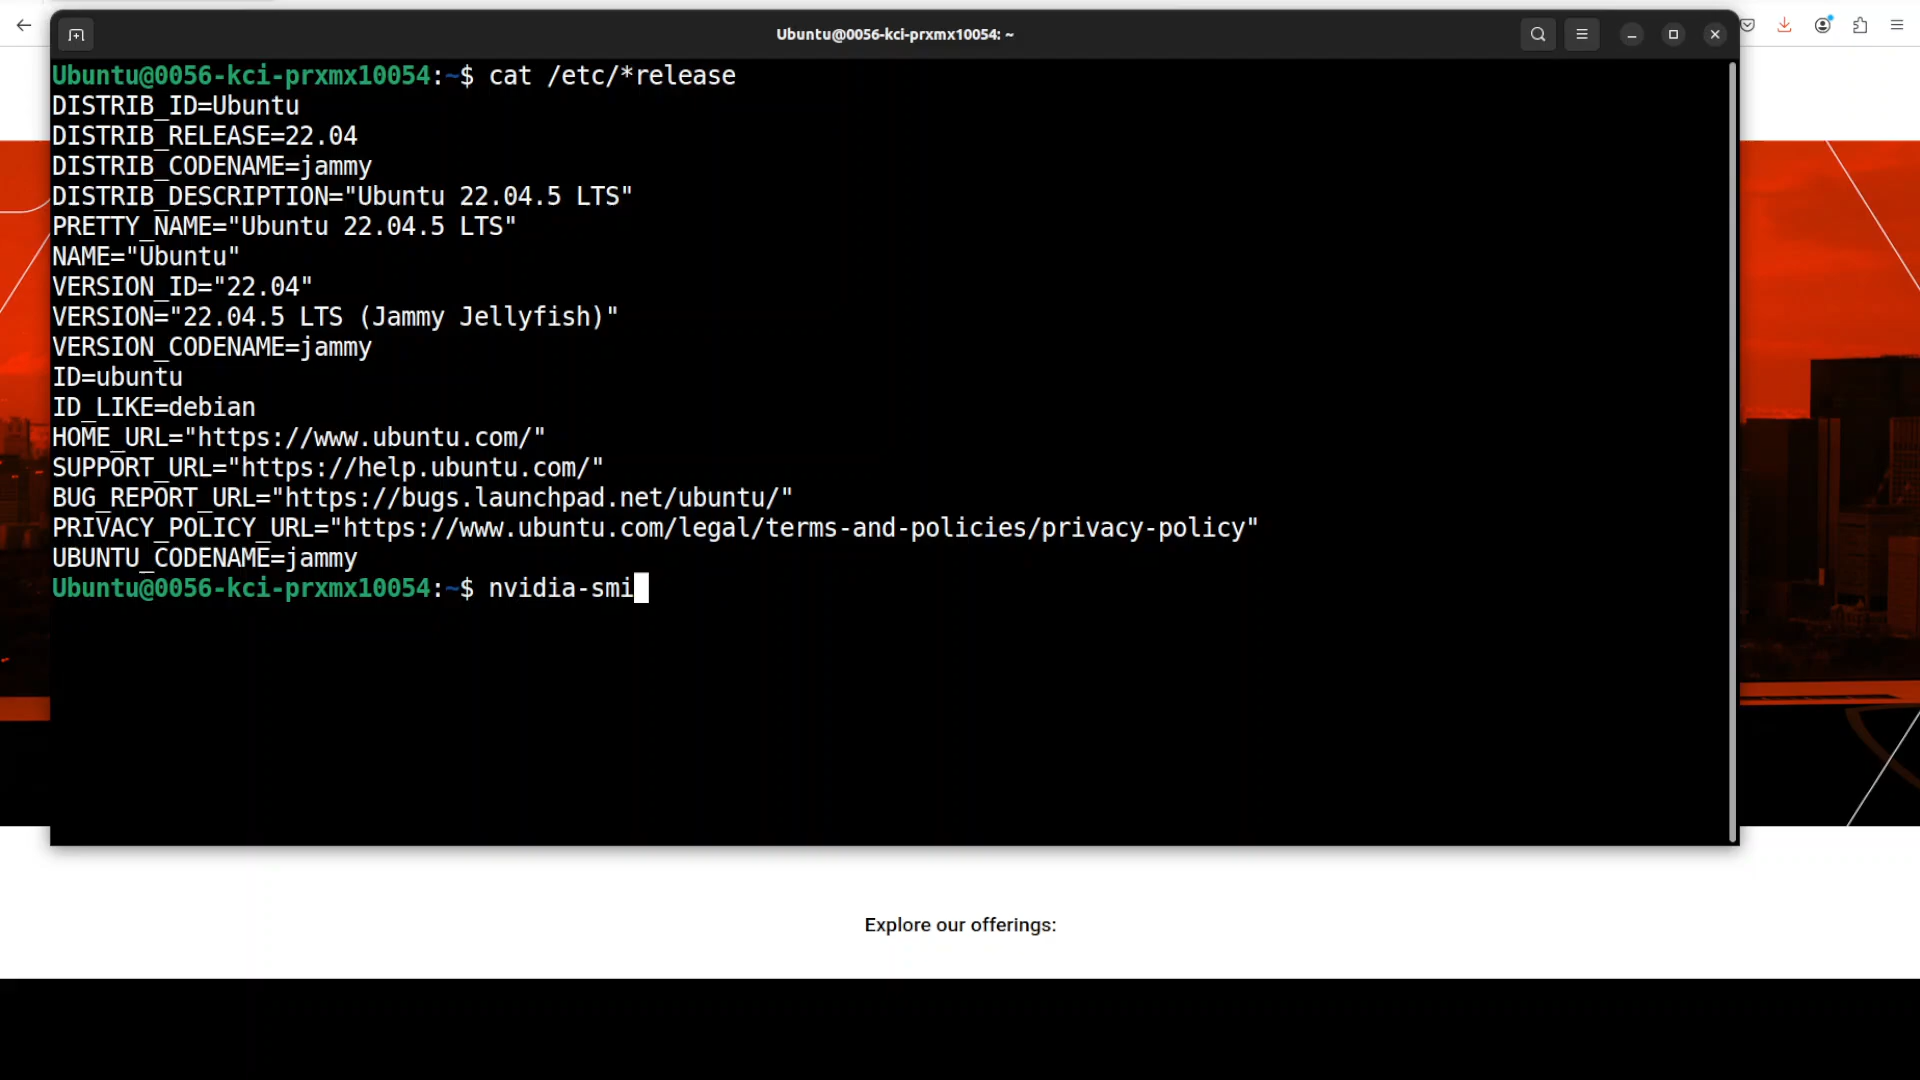 Ubuntu@0056-kci-prxmx10054: ~
Ubuntu@0056-kci-prxmx10054:~$ cat /etc/*release
DISTRIB_ID=Ubuntu
DISTRIB_RELEASE=22.04
DISTRIB_CODENAME=jammy
DISTRIB_DESCRIPTION="Ubuntu 22.04.5 LTS"
PRETTY_NAME="Ubuntu 22.04.5 LTS"
NAME="Ubuntu"
VERSION_ID="22.04"
VERSION="22.04.5 LTS (Jammy Jellyfish)"
VERSION_CODENAME=jammy
ID=ubuntu
ID_LIKE=debian
HOME_URL="https://www.ubuntu.com/"
SUPPORT_URL="https://help.ubuntu.com/"
BUG_REPORT_URL="https://bugs.launchpad.net/ubuntu/"
PRIVACY_POLICY_URL="https://www.ubuntu.com/legal/terms-and-policies/privacy-policy"
UBUNTU_CODENAME=jammy
Ubuntu@0056-kci-prxmx10054:~$ nvidia-smi
Explore our offerings: